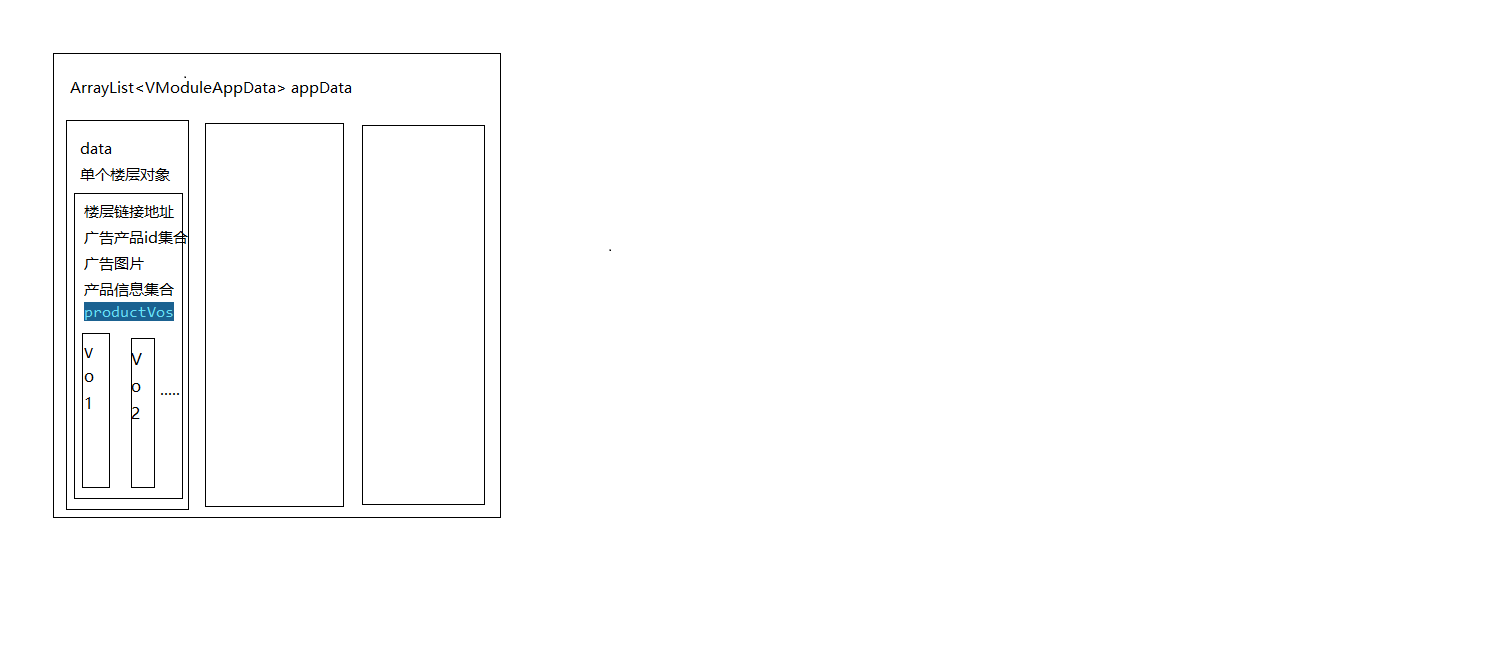 ArrayList<VModuleAppData> appData
data
单个楼层对象
楼层链接地址
广告产品id集合
广告图片
产品信息集合
productVos
v
o
1
V
o
2
.....